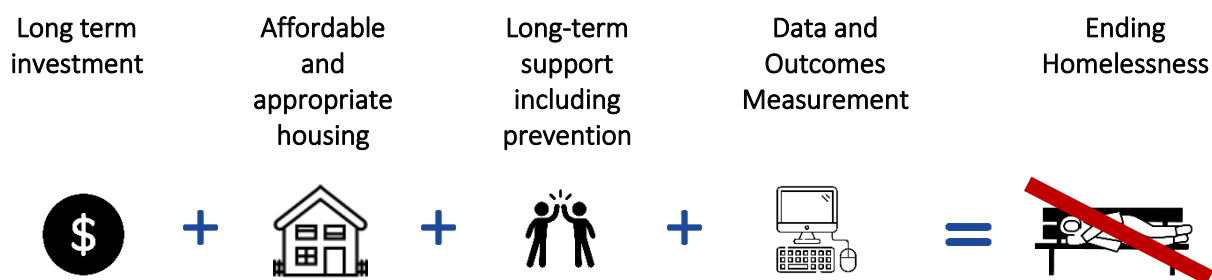 Long term
investment
Affordable
and
appropriate
housing
Long-term
support
including
prevention
Data and
Outcomes
Measurement
Ending
Homelessness
$
+
+
+
=